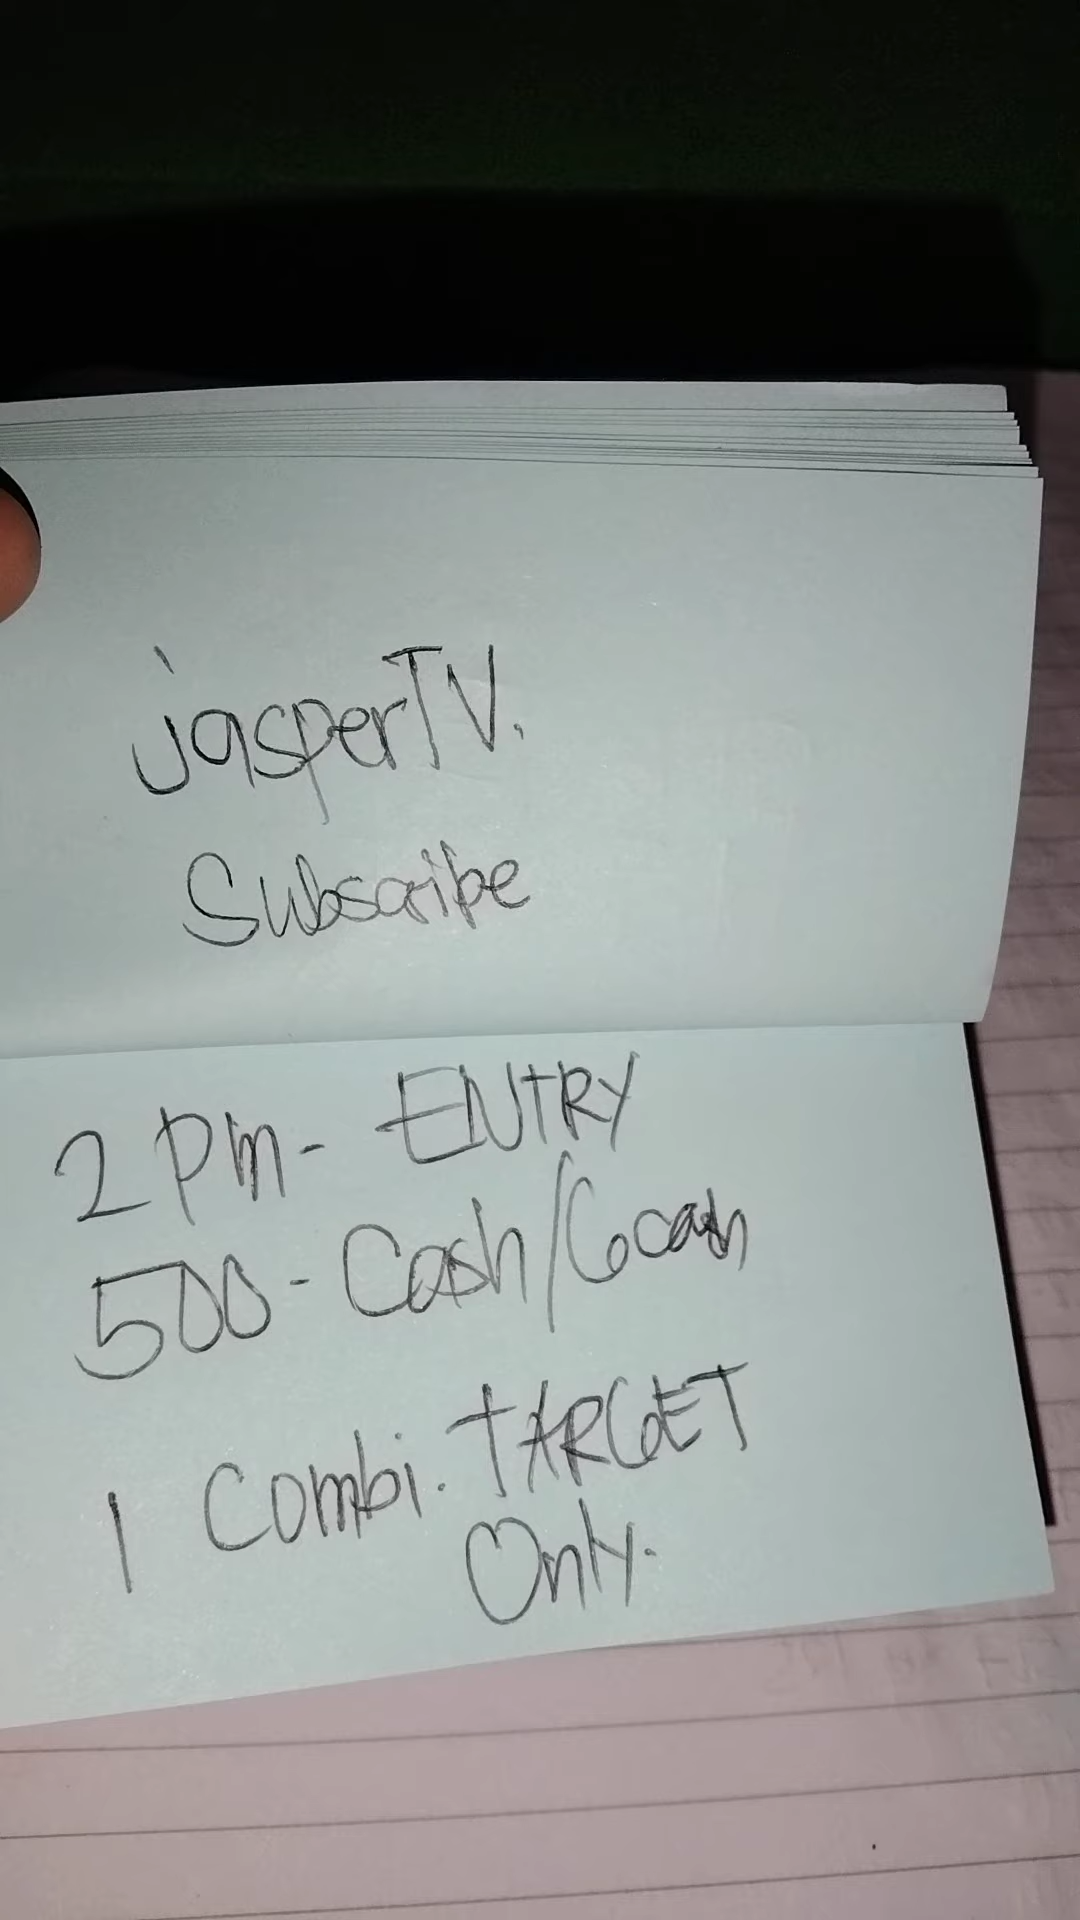 jasperTV.
Subscribe
2 pm - ENTRY
500 - Cash/Gcash
1 Combi. TARGET
Only.